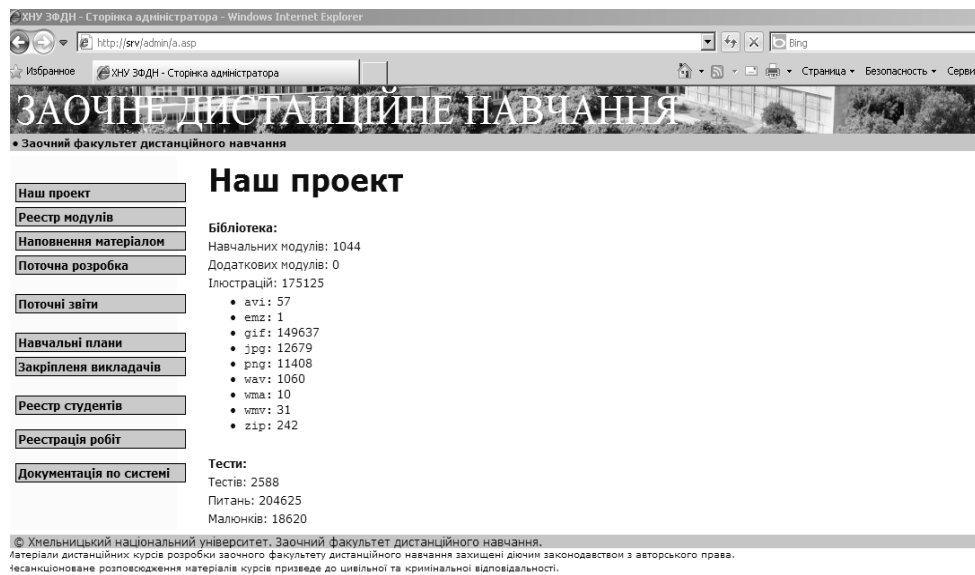 ХНУ ЗФДН - Сторінка адміністратора - Windows Internet Explorer
http://srv/admin/a.asp
Bing
Избранное
ХНУ ЗФДН - Сторінка адміністратора
Страница
Безопасность
Серви
ЗАОЧНЕ ДИСТАНЦІЙНЕ НАВЧАННЯ
• Заочний факультет дистанційного навчання
Наш проект
Реестр модулів
Наповнення матеріалом
Поточна розробка
Поточні звіти
Навчальні плани
Закріпленя викладачів
Реєстр студентів
Реєстрація робіт
Документація по системі
Наш проект
Бібліотека:
Навчальних модулів: 1044
Додаткових модулів: 0
Ілюстрацій: 175125
• avi: 57
• emz: 1
• gif: 149637
• jpg: 12679
• png: 11408
• wav: 1060
• wma: 10
• wmv: 31
• zip: 242
Тести:
Тестів: 2588
Питань: 204625
Малюнків: 18620
© Хмельницький національний університет. Заочний факультет дистанційного навчання.
Матеріали дистанційних курсів розробки заочного факультету дистанційного навчання захищені діючим законодавством з авторського права.
Несанкціоноване розповсюдження матеріалів курсів призведе до цивільної та кримінальної відповідальності.